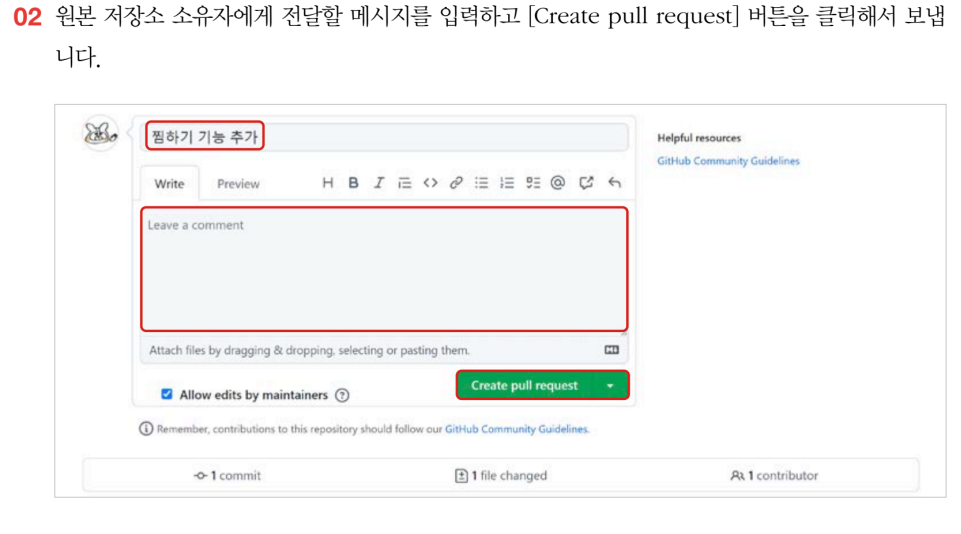 02 원본 저장소 소유자에게 전달할 메시지를 입력하고 [Create pull request] 버튼을 클릭해서 보냅
니다.
찜하기 기능 추가
Helpful resources
GitHub Community Guidelines
Write Preview
Leave a comment
Attach files by dragging & dropping, selecting or pasting them.
Allow edits by maintainers
Create pull request
Remember, contributions to this repository should follow our GitHub Community Guidelines.
1 commit 1 file changed 1 contributor